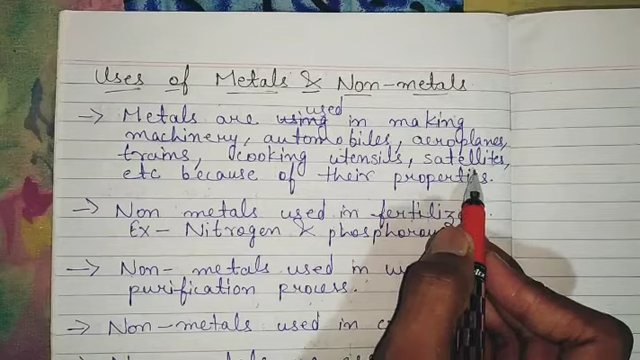 Uses of Metals & Non-metals
→ Metals are using used in making
machinery, automobiles, aeroplanes,
trains, cooking utensils, satellites,
etc because of their properties.
→ Non metals used in
Ex- Nitrogen &
→ Non-metals used in
purification process.
→ Non-metals used in